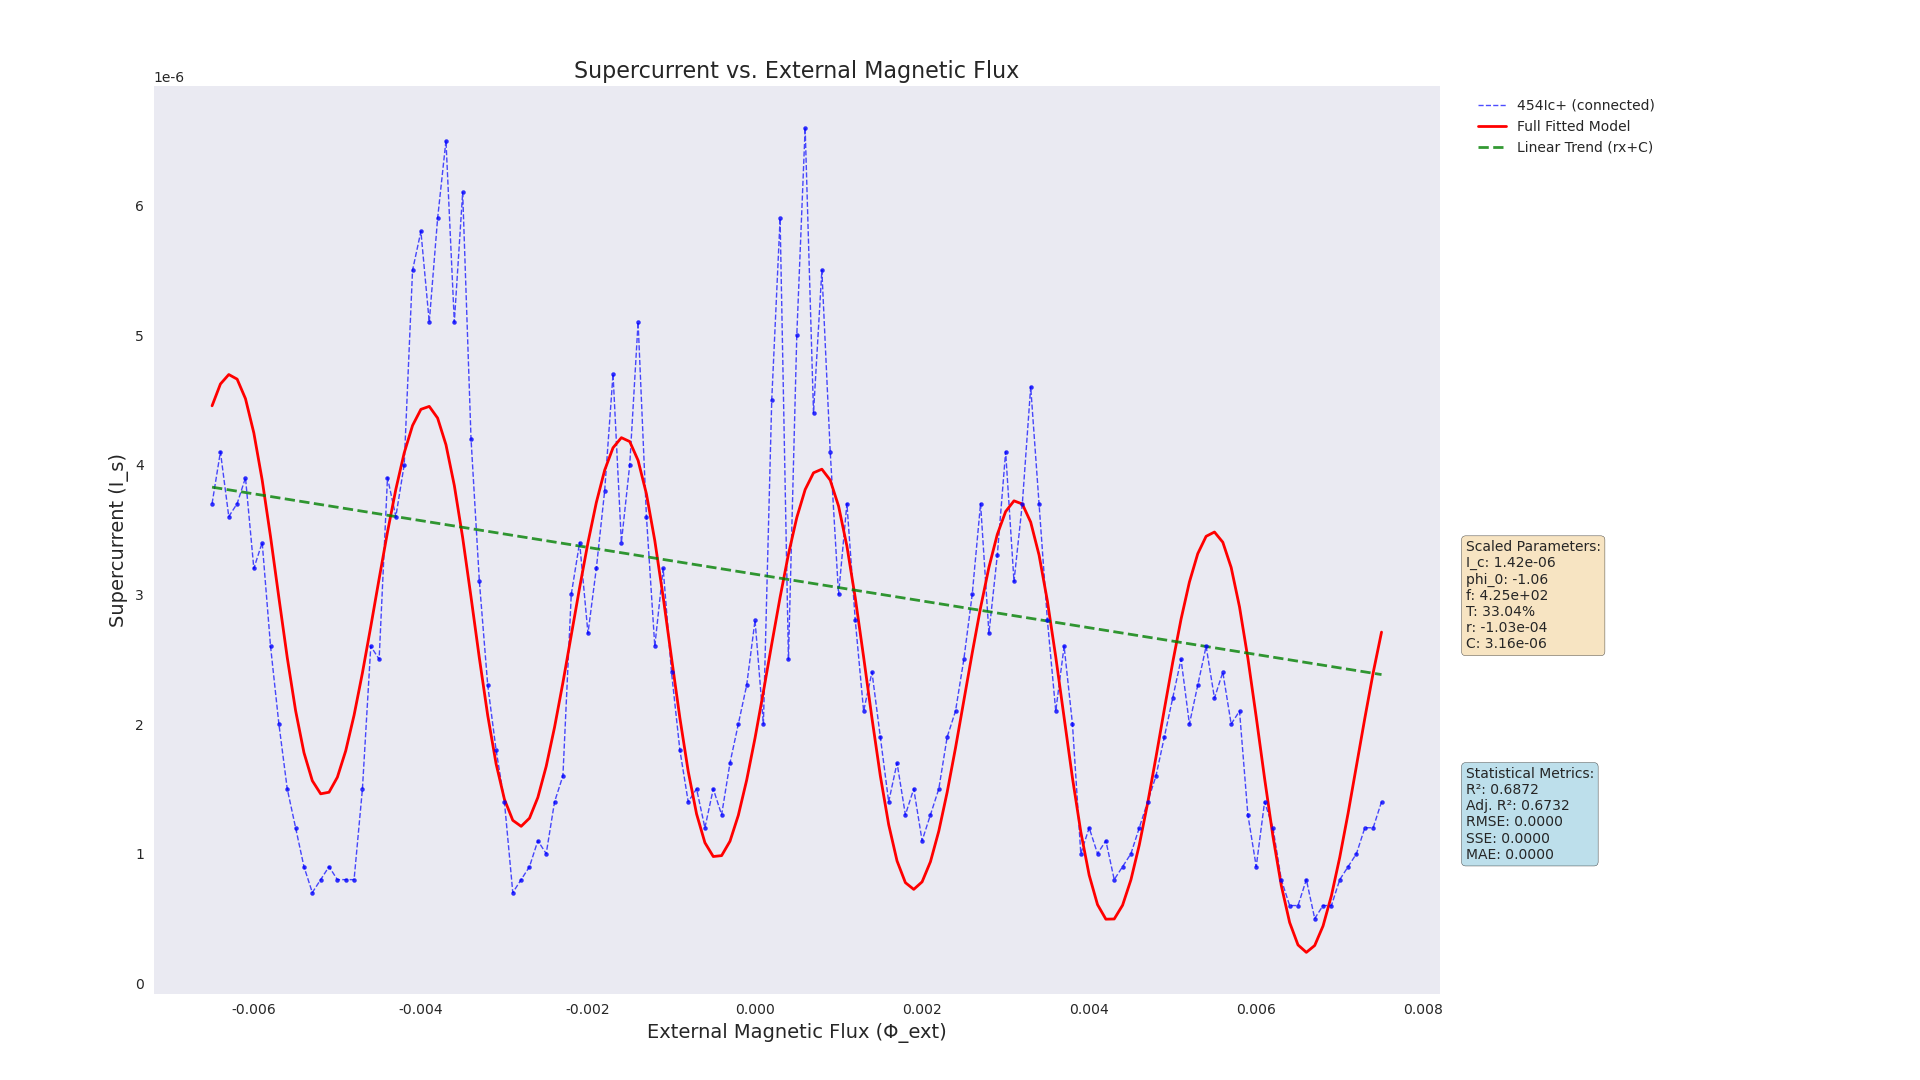 Supercurrent vs. External Magnetic Flux
1e-6
454Ic+ (connected)
Full Fitted Model
Linear Trend (rx+C)
6
5
4
3
2
1
0
Supercurrent (I_s)
-0.006
-0.004
-0.002
0.000
0.002
0.004
0.006
0.008
External Magnetic Flux (Φ_ext)
Scaled Parameters:
I_c: 1.42e-06
phi_0: -1.06
f: 4.25e+02
T: 33.04%
r: -1.03e-04
C: 3.16e-06
Statistical Metrics:
R²: 0.6872
Adj. R²: 0.6732
RMSE: 0.0000
SSE: 0.0000
MAE: 0.0000